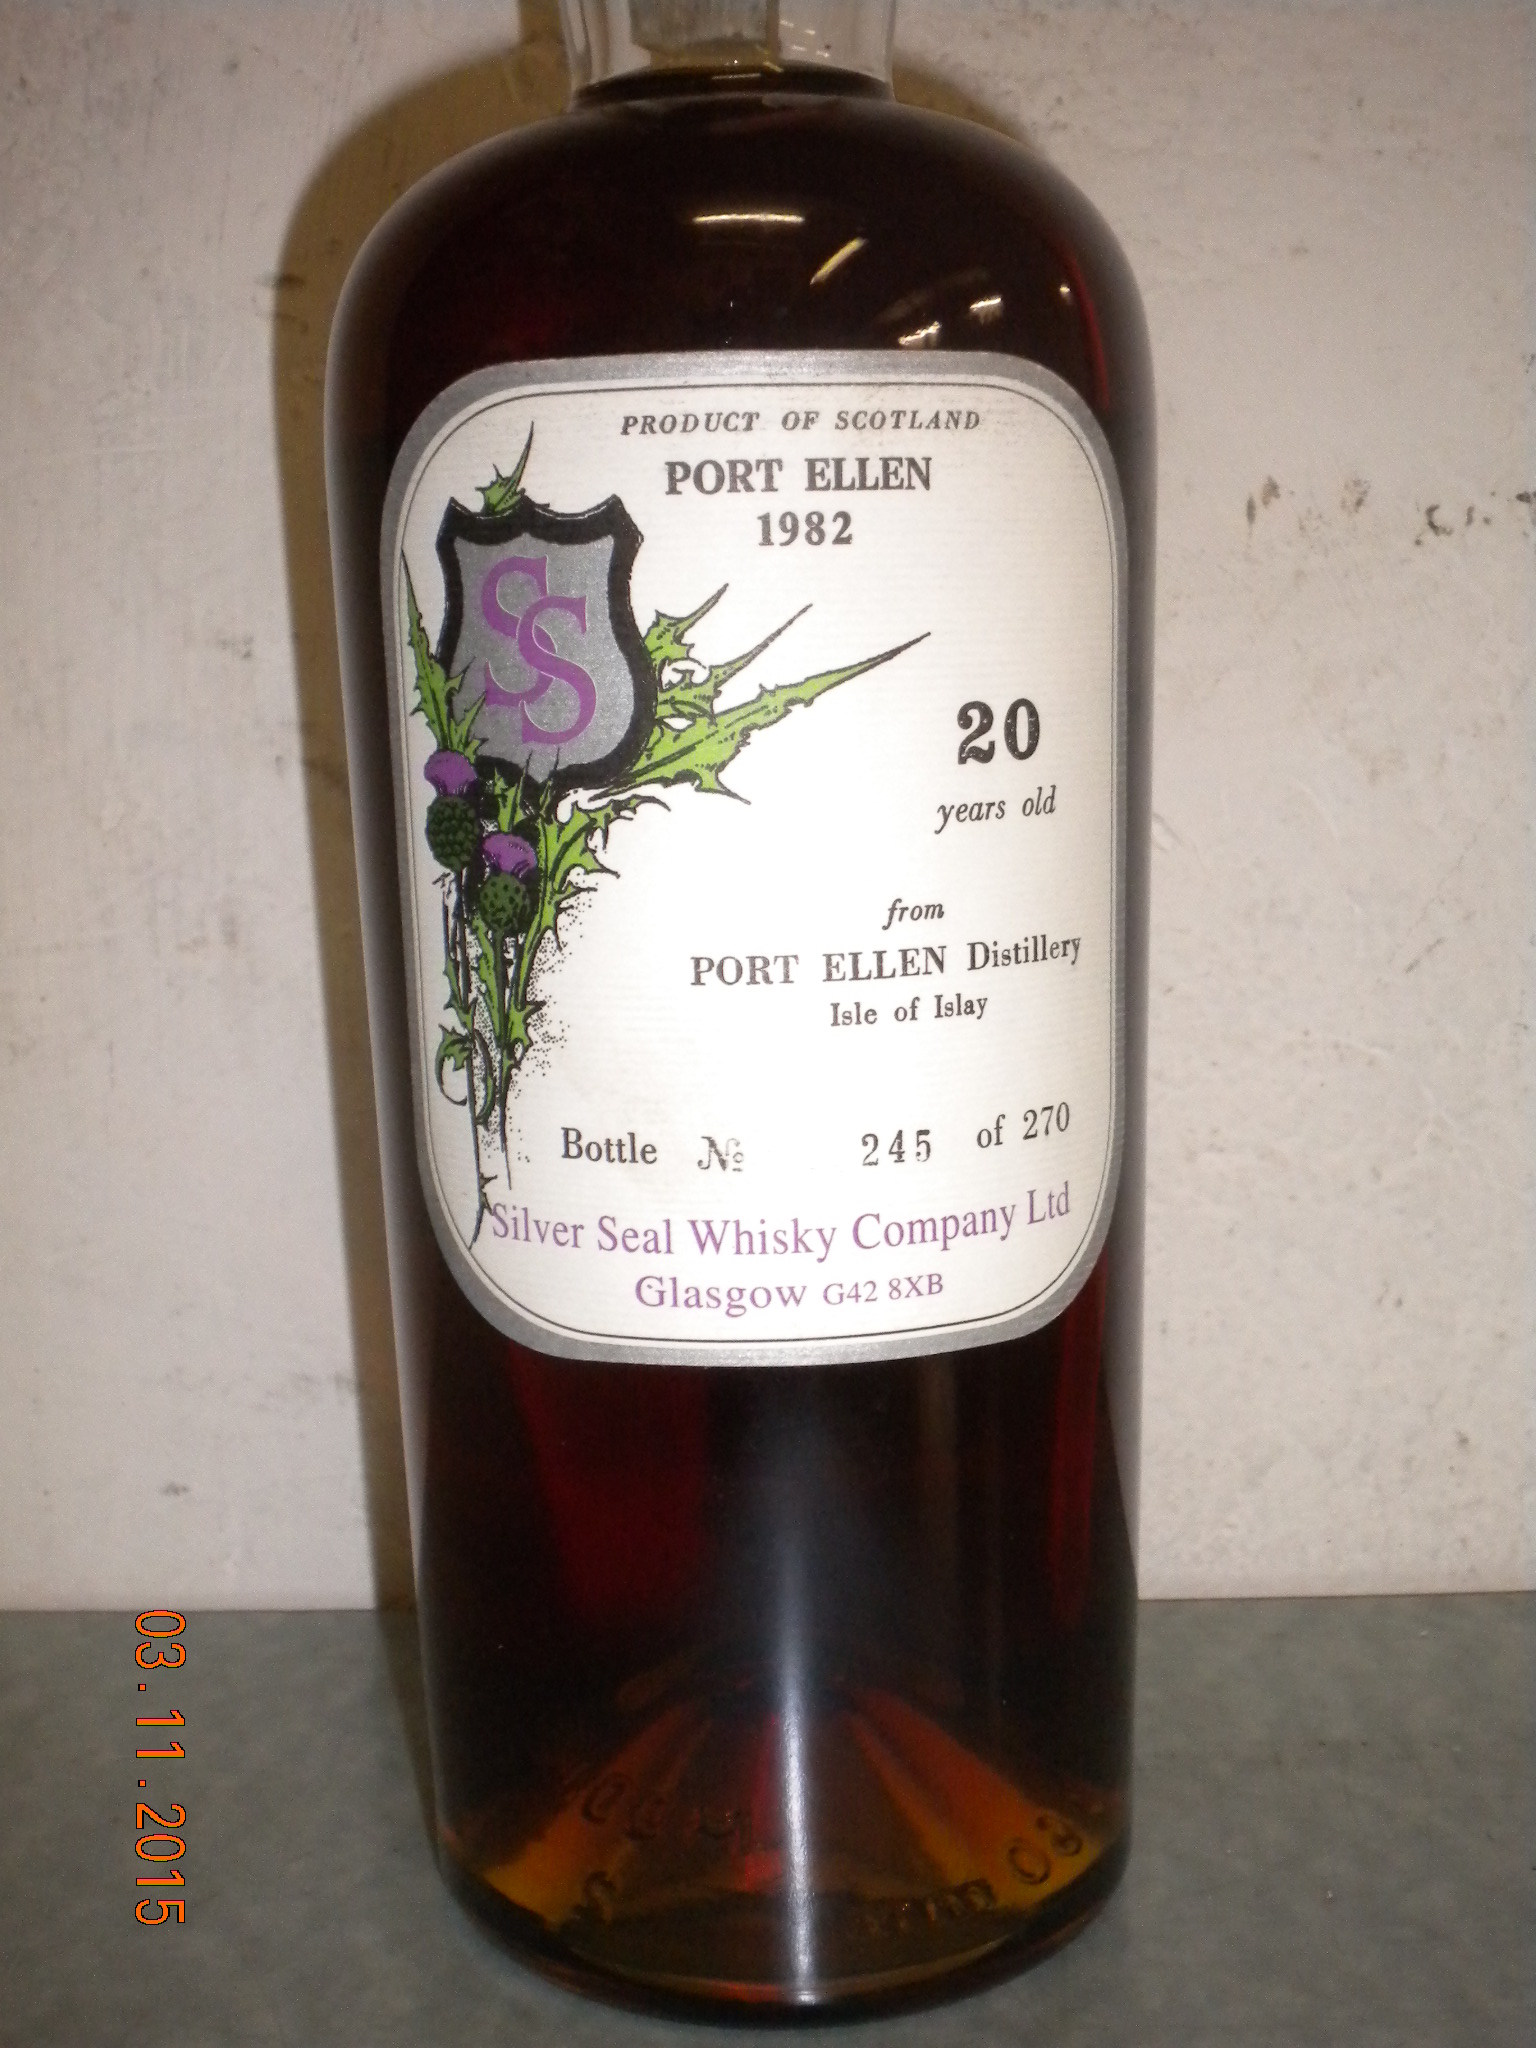 PRODUCT OF SCOTLAND
PORT ELLEN
1982
SS
20
years old
from
PORT ELLEN Distillery
Isle of Islay
Bottle № 245 of 270
Silver Seal Whisky Company Ltd
Glasgow G42 8XB
03.11.2015